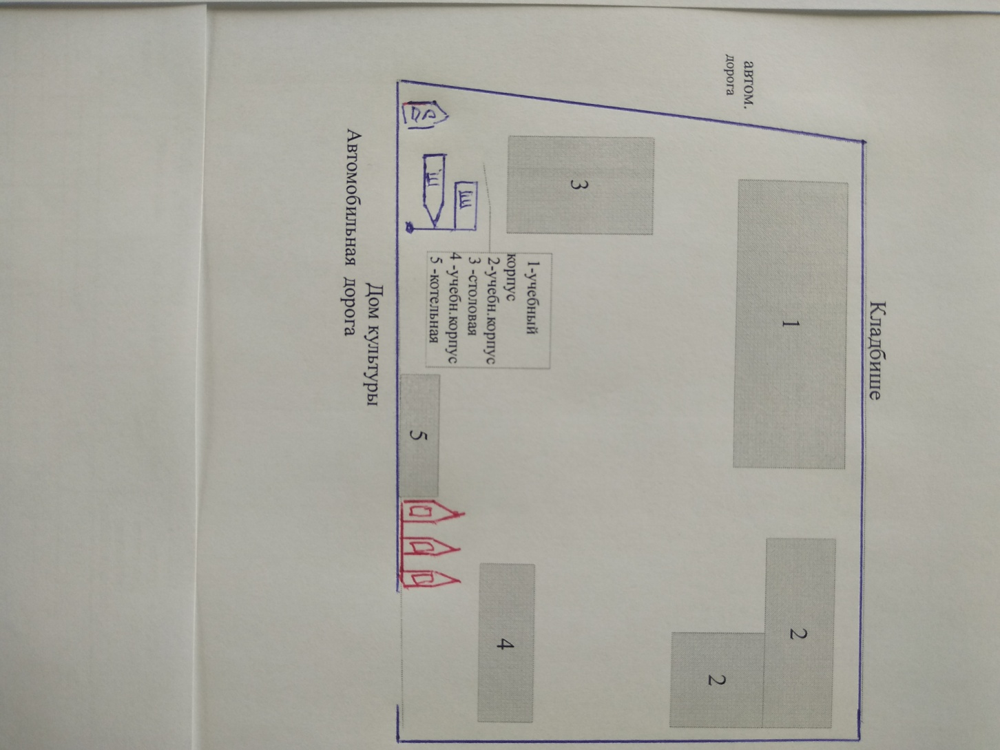 Кладбише
автом.
дорога
1
2
2
3
4
5
1-учебный
корпус
2-учебн.корпус
3 -столовая
4 -учебн.корпус
5 -котельная
Дом культуры
Автомобильная дорога